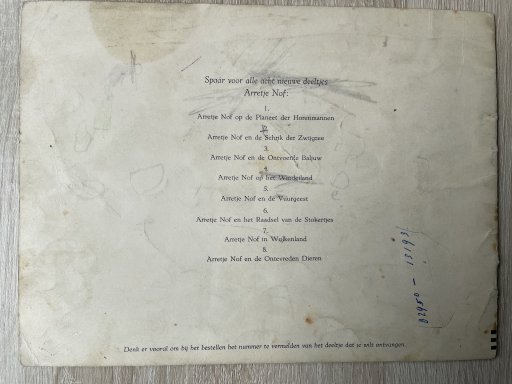 Spaar voor alle acht nieuwe deeltjes
Arretje Nof:
1.
Arretje Nof op de Planeet der Horenmannen
2.
Arretje Nof en de Schrik der Zwijgzee
3.
Arretje Nof en de Ontvoerde Baljuw
4.
Arretje Nof op het Wondeiland
5.
Arretje Nof en de Vuurgeest
6.
Arretje Nof en het Raadsel van de Stokertjes
7.
Arretje Nof in Wajkenland
8.
Arretje Nof en de Ontevreden Dieren
Denk er vooral om bij het bestellen het nummer te vermelden van het deeltje dat je wilt ontvangen.